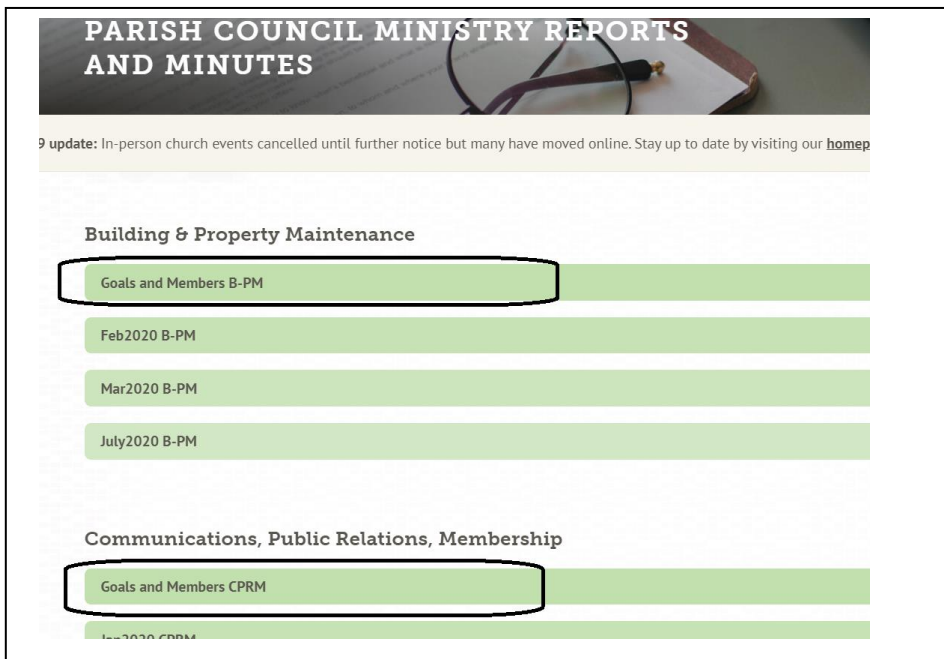 PARISH COUNCIL MINISTRY REPORTS
AND MINUTES
9 update: In-person church events cancelled until further notice but many have moved online. Stay up to date by visiting our homep
Building & Property Maintenance
Goals and Members B-PM
Feb2020 B-PM
Mar2020 B-PM
July2020 B-PM
Communications, Public Relations, Membership
Goals and Members CPRM
Jan2020 CPRM